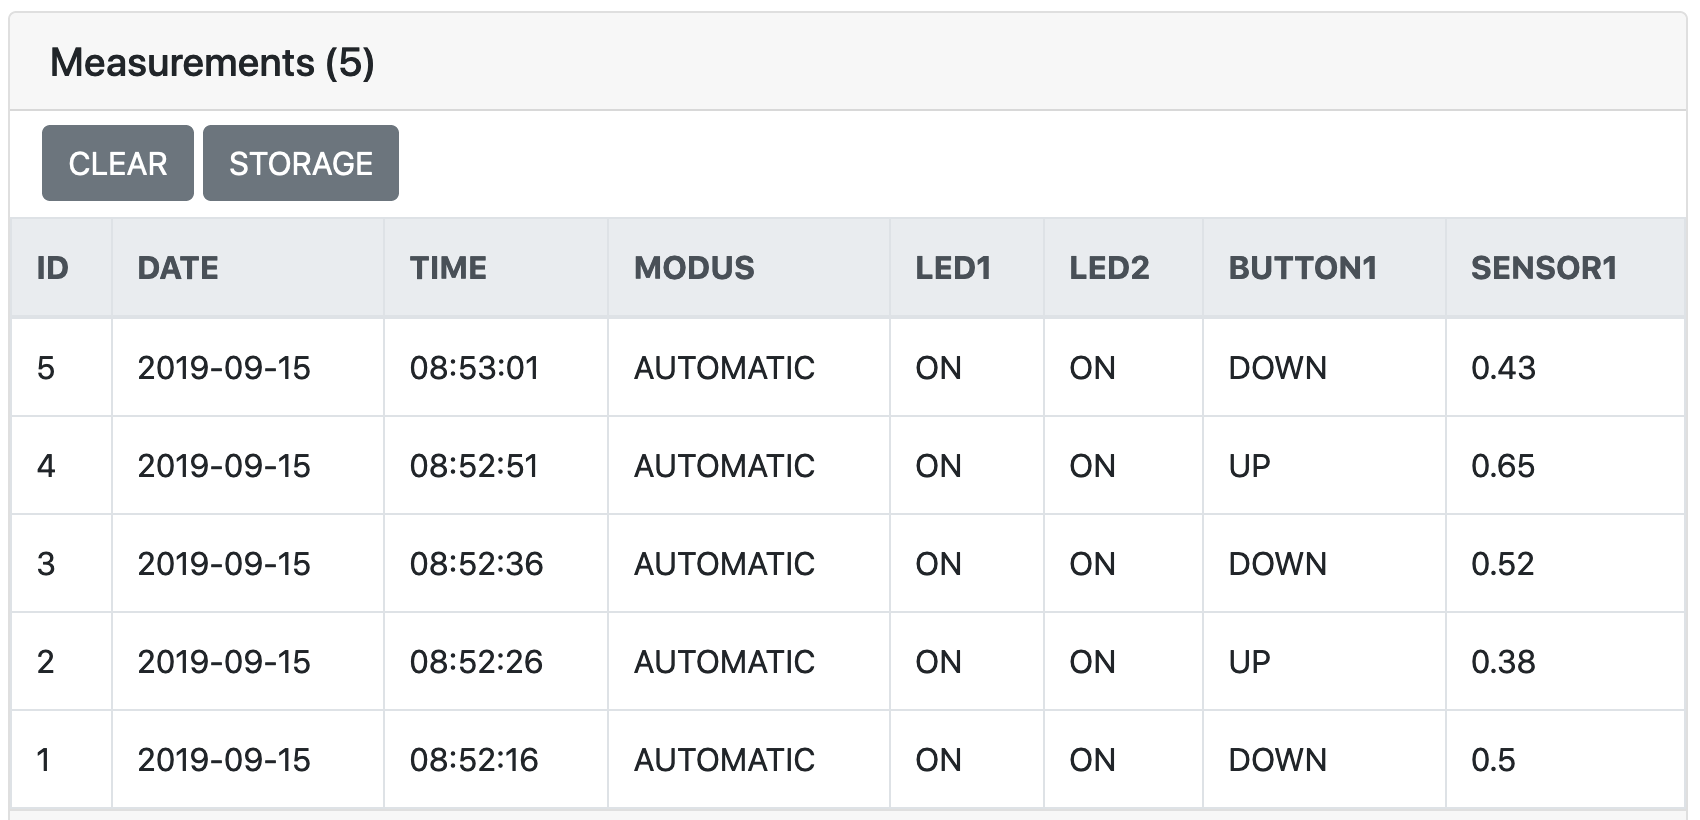 Measurements (5)
CLEAR STORAGE
ID DATE TIME MODUS LED1 LED2 BUTTON1 SENSOR1
5 2019-09-15 08:53:01 AUTOMATIC ON ON DOWN 0.43
4 2019-09-15 08:52:51 AUTOMATIC ON ON UP 0.65
3 2019-09-15 08:52:36 AUTOMATIC ON ON DOWN 0.52
2 2019-09-15 08:52:26 AUTOMATIC ON ON UP 0.38
1 2019-09-15 08:52:16 AUTOMATIC ON ON DOWN 0.5